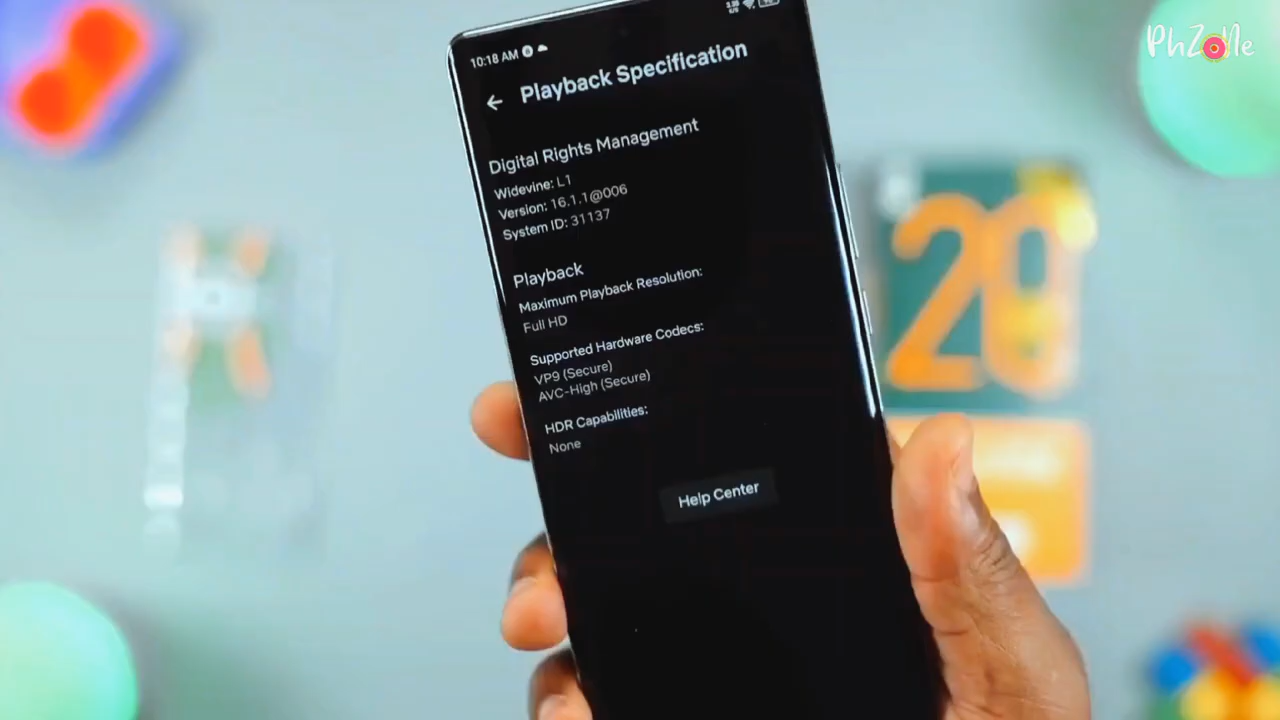 PhZoNe
10:18 AM
Playback Specification
Digital Rights Management
Widevine: L1
Version: 16.1.1@006
System ID: 31137
Playback
Maximum Playback Resolution:
Full HD
Supported Hardware Codecs:
VP9 (Secure)
AVC-High (Secure)
HDR Capabilities:
None
Help Center
20